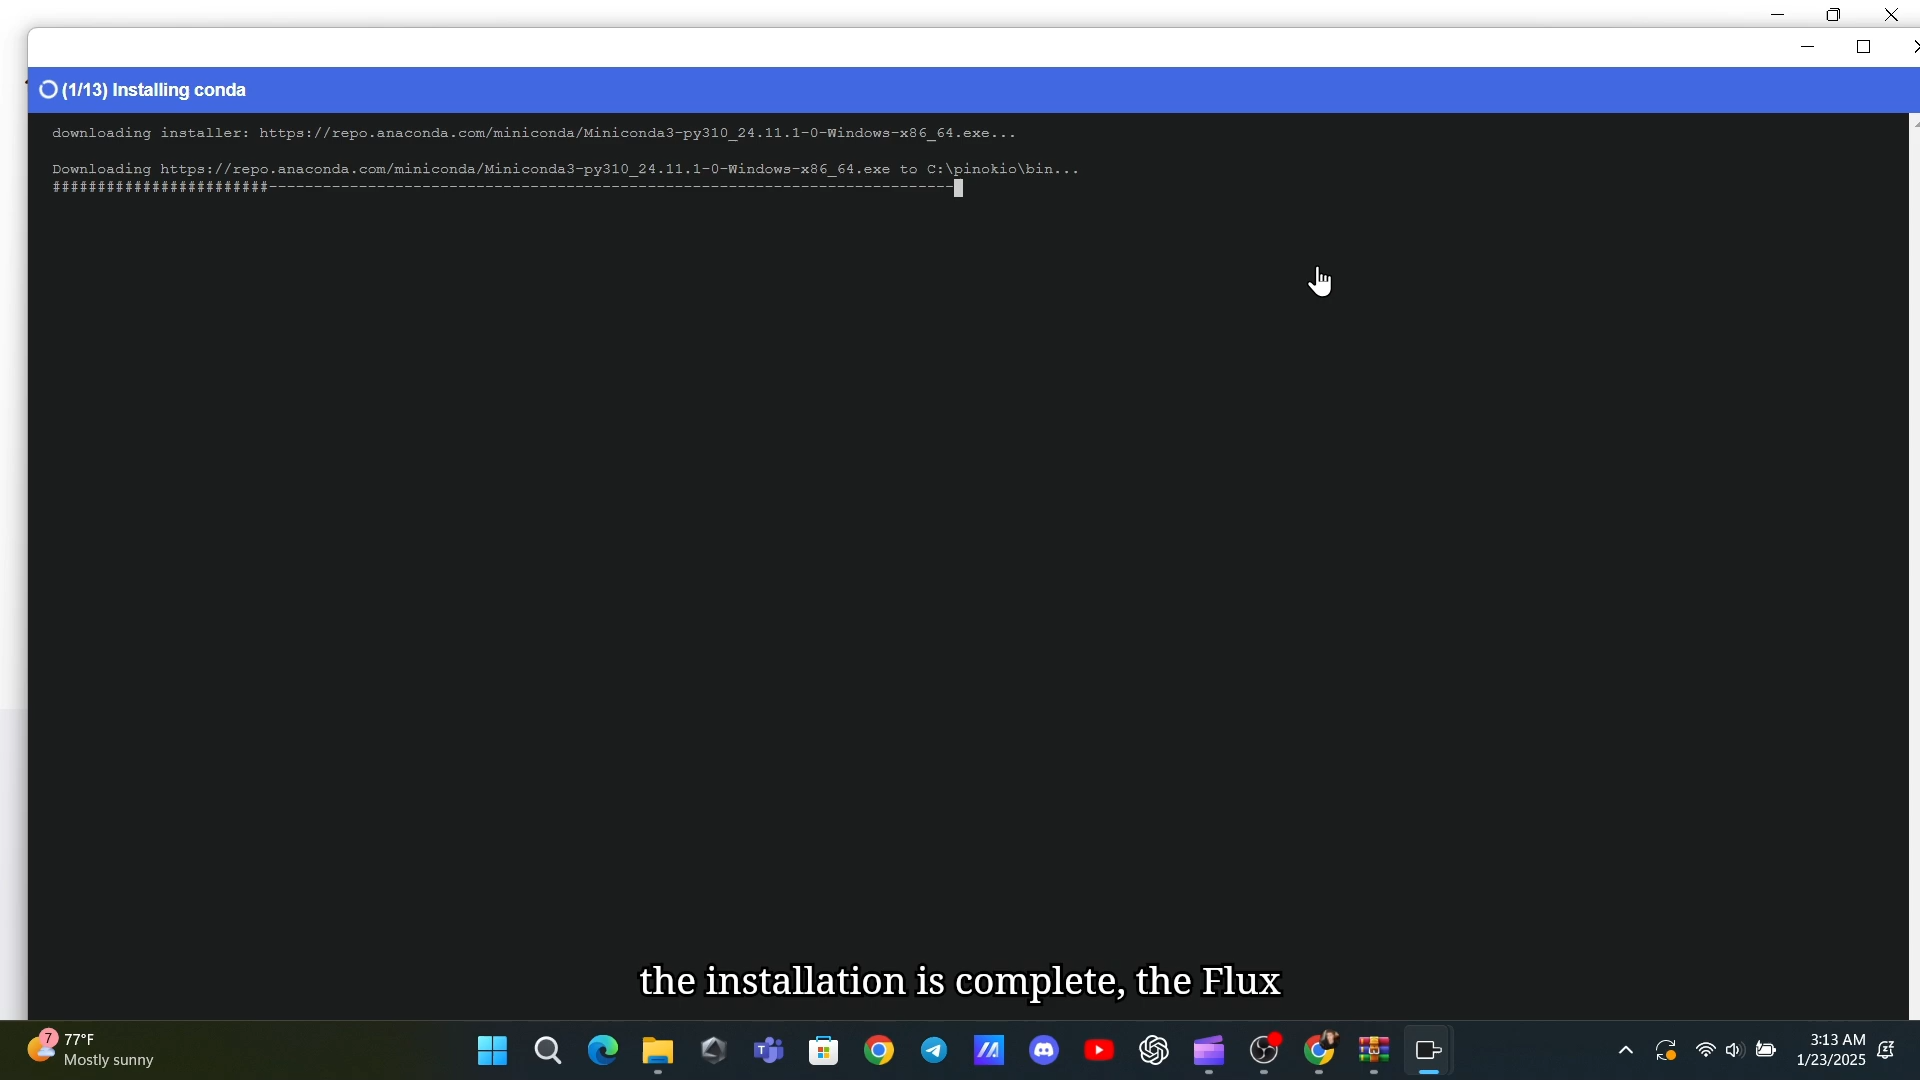 (1/13) Installing conda
downloading installer: https://repo.anaconda.com/miniconda/Miniconda3-py310_24.11.1-0-Windows-x86_64.exe...
Downloading https://repo.anaconda.com/miniconda/Miniconda3-py310_24.11.1-0-Windows-x86_64.exe to C:\pinokio\bin...
########################----------------------------------------------------------------------------
the installation is complete, the Flux
7
77°F
Mostly sunny
3:13 AM
1/23/2025